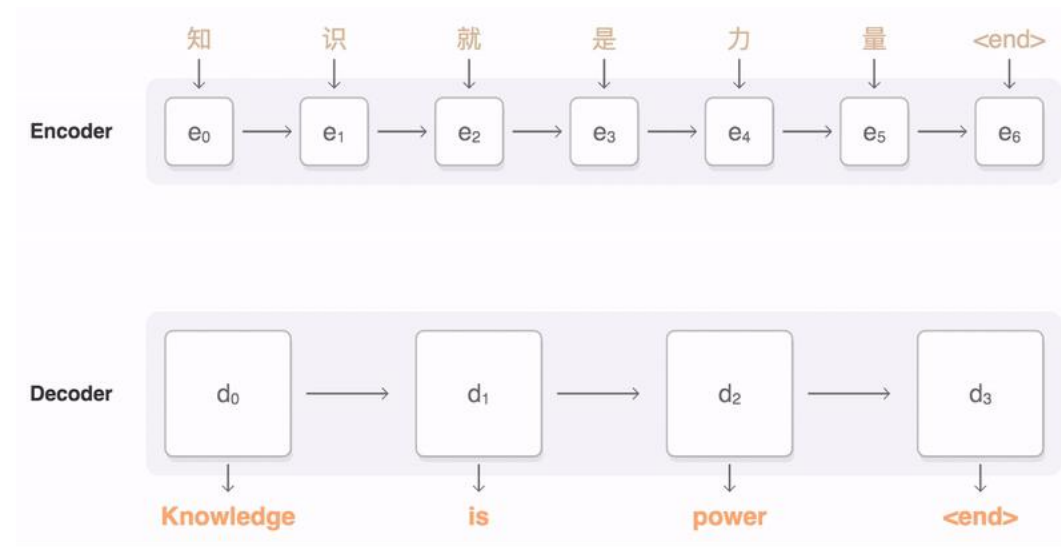 知 识 就 是 力 量 <end>
Encoder e₀ e₁ e₂ e₃ e₄ e₅ e₆
Decoder d₀ d₁ d₂ d₃
Knowledge is power <end>